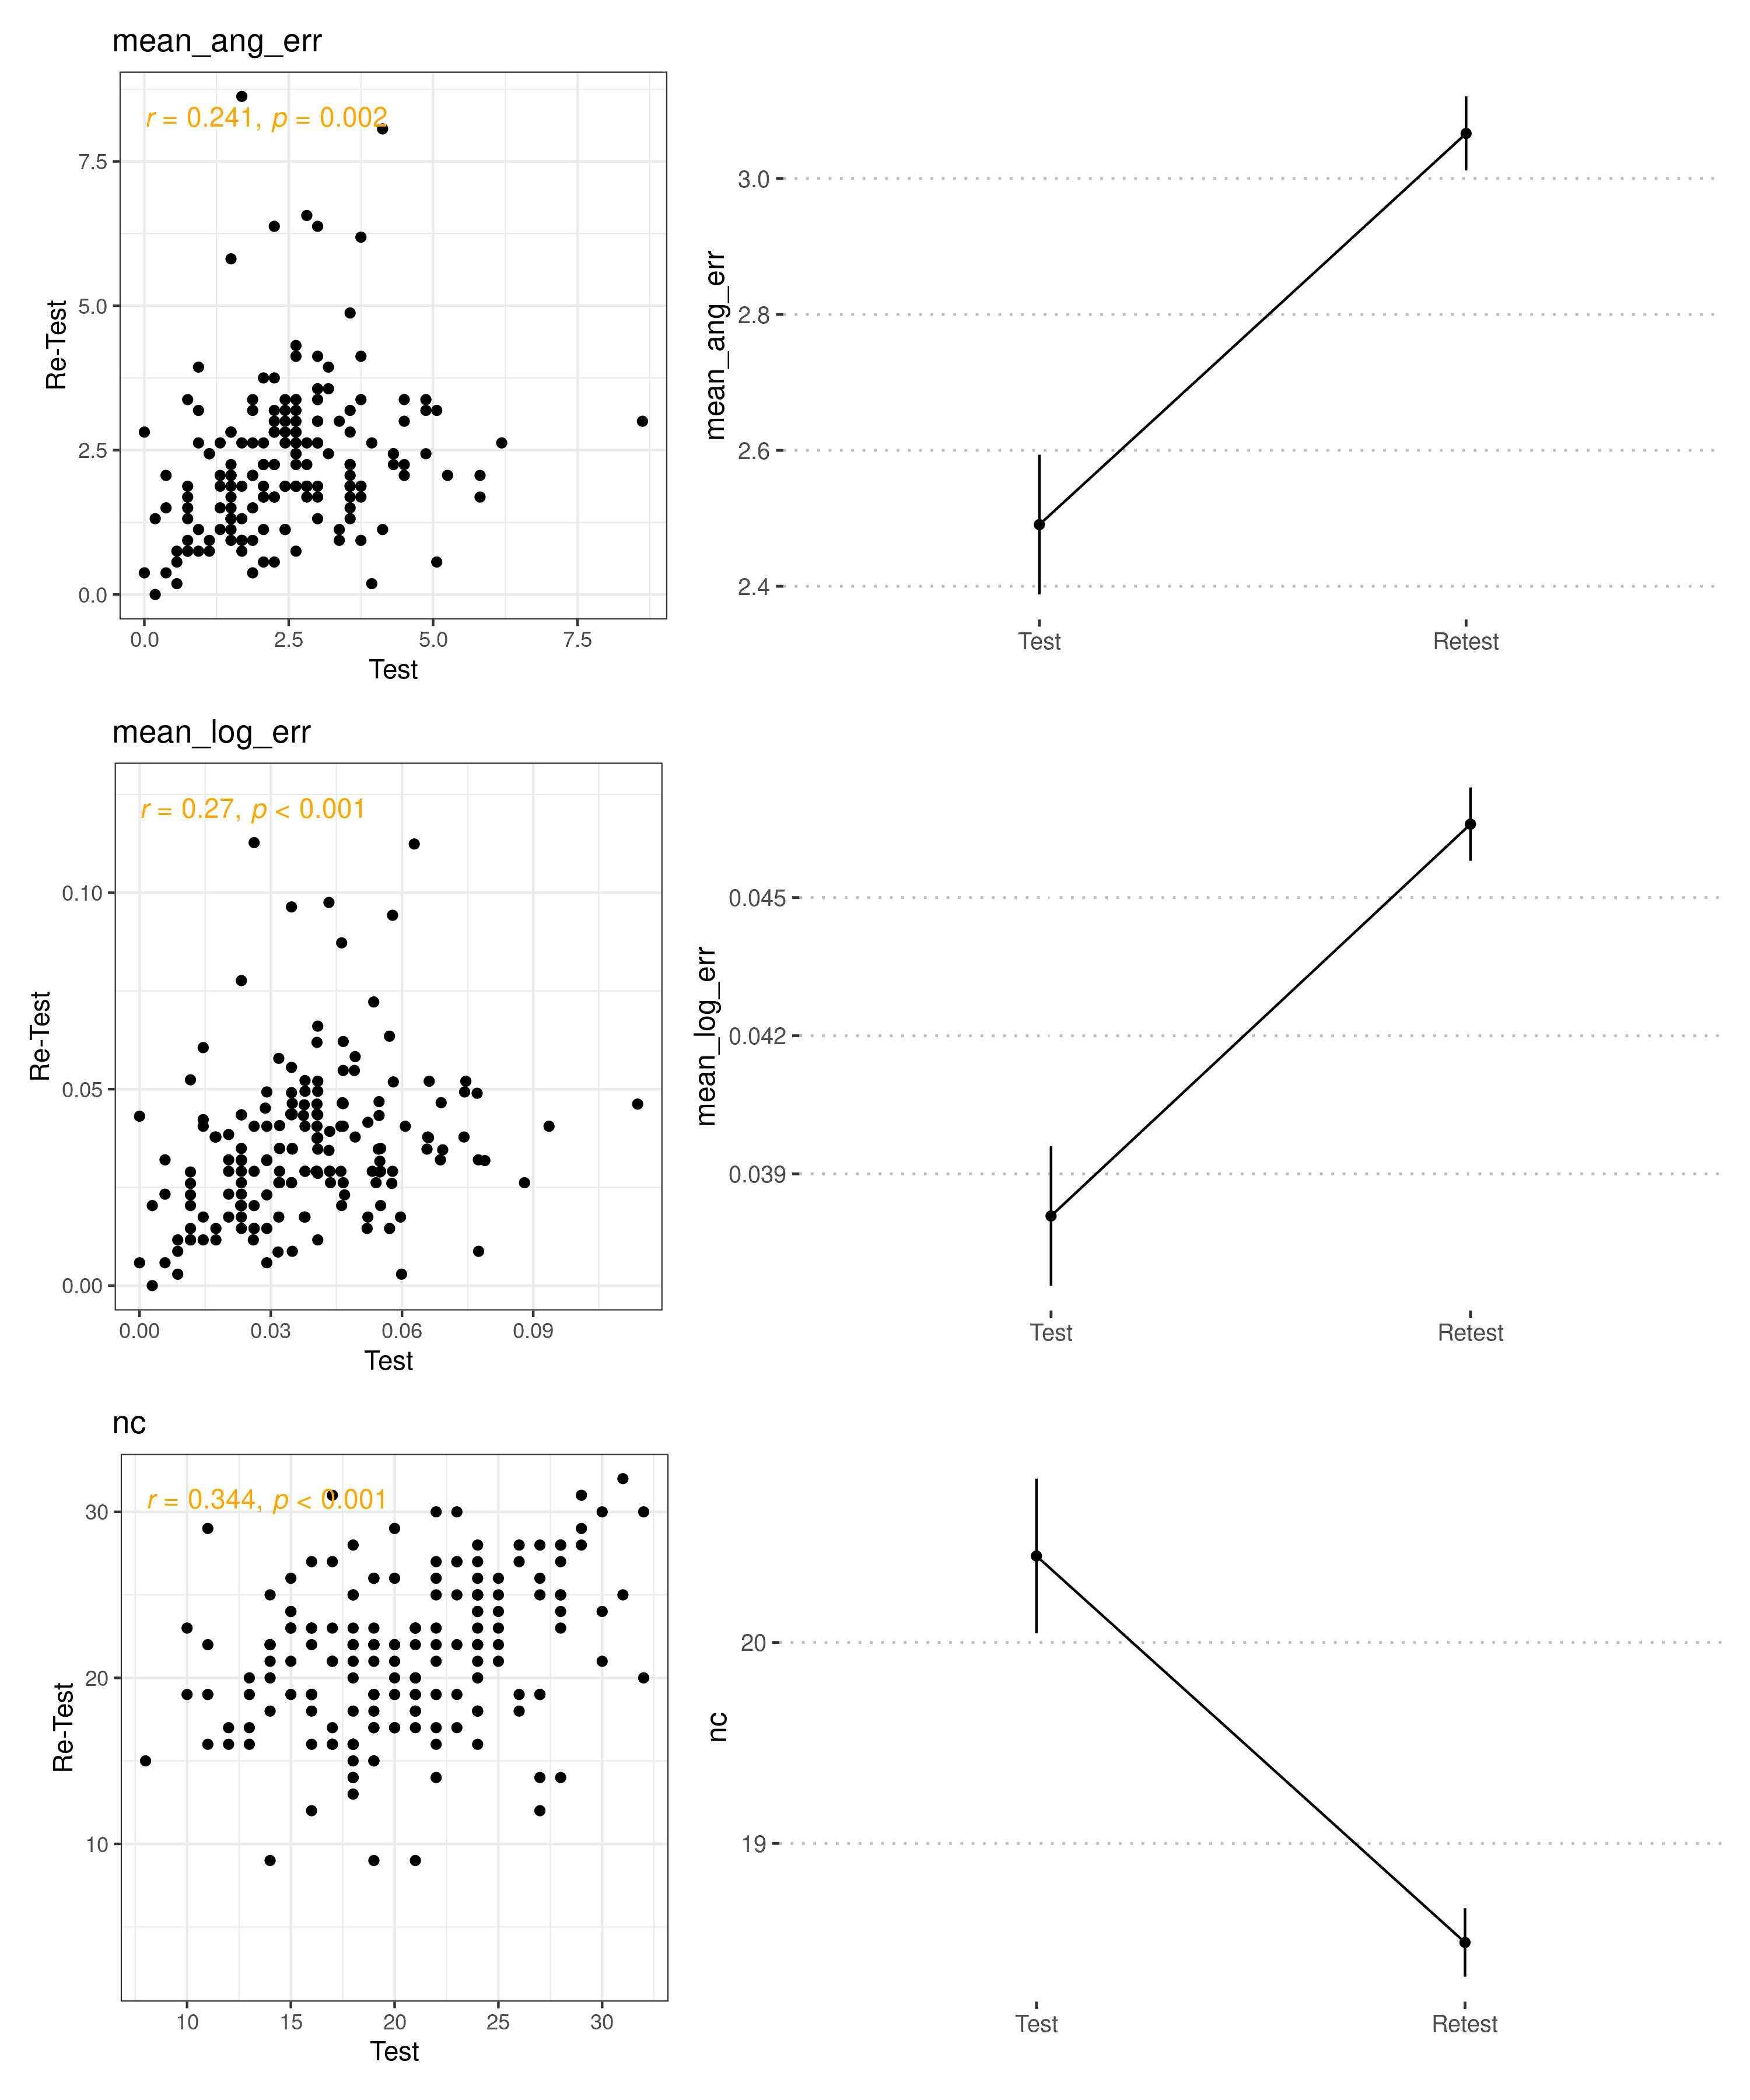 mean_ang_err
r = 0.241, p = 0.002
7.5
5.0
2.5
0.0
Re-Test
0.0 2.5 5.0 7.5
Test
3.0
2.8
2.6
2.4
mean_ang_err
Test Retest
mean_log_err
r = 0.27, p < 0.001
0.10
0.05
0.00
Re-Test
0.00 0.03 0.06 0.09
Test
0.045
0.042
0.039
mean_log_err
Test Retest
nc
r = 0.344, p < 0.001
30
20
10
Re-Test
10 15 20 25 30
Test
20
19
nc
Test Retest